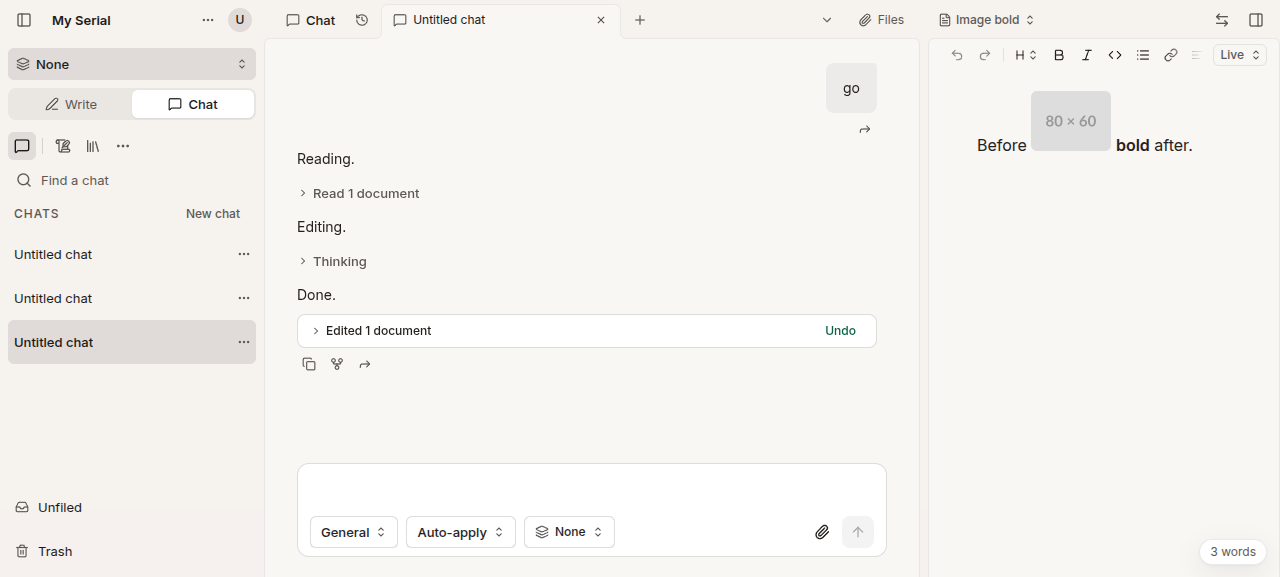 My Serial
U
None
Write
Chat
Find a chat
CHATS
New chat
Untitled chat
Untitled chat
Untitled chat
Unfiled
Trash
Chat
Untitled chat
Files
go
Reading.
Read 1 document
Editing.
Thinking
Done.
Edited 1 document
Undo
General
Auto-apply
None
Image bold
H
B
I
Live
Before 80 × 60 bold after.
3 words